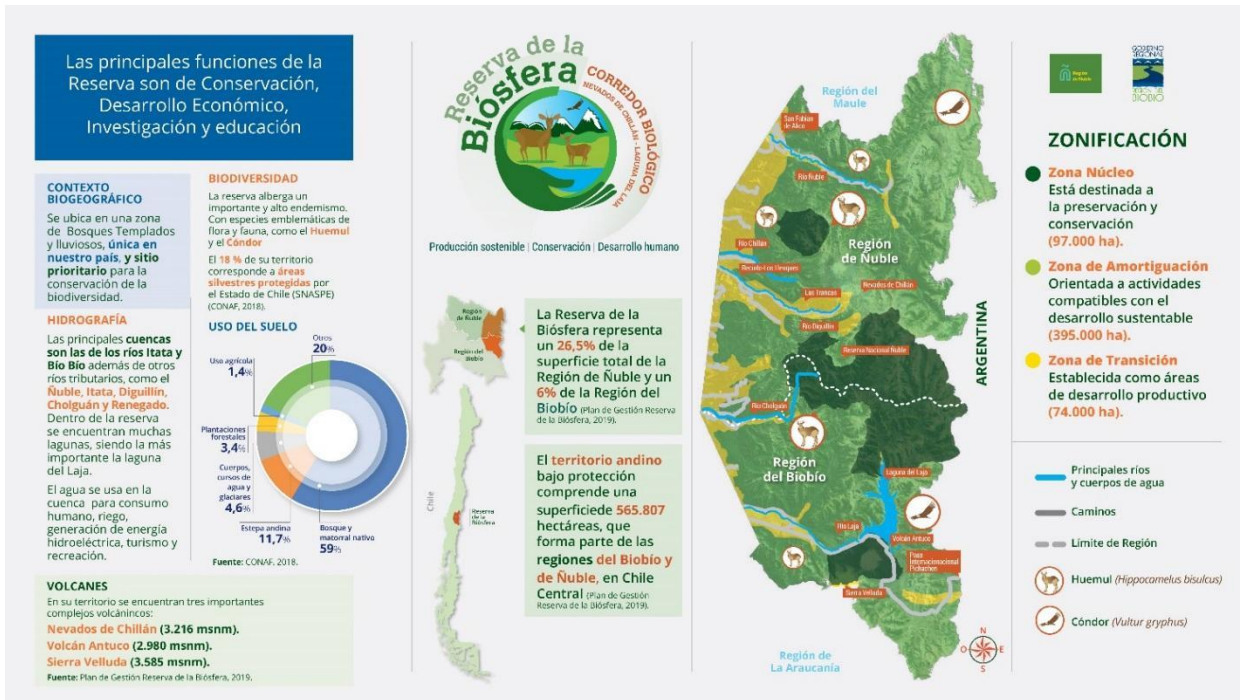 Las principales funciones de la
Reserva son de Conservación,
Desarrollo Económico,
Investigación y educación
CONTEXTO
BIOGEOGRÁFICO
Se ubica en una zona
de Bosques Templados
y lluviosos, única en
nuestro país, y sitio
prioritario para la
conservación de la
biodiversidad.
HIDROGRAFÍA
Las principales cuencas
son las de los ríos Itata y
Bío Bío además de otros
ríos tributarios, como el
Ñuble, Itata, Diguillín,
Cholguán y Renegado.
Dentro de la reserva
se encuentran muchas
lagunas, siendo la más
importante la laguna
del Laja.
El agua se usa en la
cuenca para consumo
humano, riego,
generación de energía
hidroeléctrica, turismo y
recreación.
BIODIVERSIDAD
La reserva alberga un
importante y alto endemismo.
Con especies emblemáticas de
flora y fauna, como el Huemul
y el Cóndor
El 18 % de su territorio
corresponde a áreas
silvestres protegidas por
el Estado de Chile (SNASPE)
(CONAF, 2018).
USO DEL SUELO
Otros
20%
Uso agrícola
1,4%
Plantaciones
forestales
3,4%
Cuerpos,
cursos de
agua y
glaciares
4,6%
Estepa andina
11,7%
Bosque y
matorral nativo
59%
Fuente: CONAF, 2018.
VOLCANES
En su territorio se encuentran tres importantes
complejos volcánincos:
Nevados de Chillán (3.216 msnm).
Volcán Antuco (2.980 msnm).
Sierra Velluda (3.585 msnm).
Fuente: Plan de Gestión Reserva de la Biósfera, 2019.
Reserva de la
Biósfera
CORREDOR BIOLÓGICO
NEVADOS DE CHILLÁN - LAGUNA DEL LAJA
Producción sostenible | Conservación | Desarrollo humano
Región
de Ñuble
Región del
Biobío
La Reserva de la
Biósfera representa
un 26,5% de la
superficie total de la
Región de Ñuble y un
6% de la Región del
Biobío (Plan de Gestión Reserva
de la Biósfera, 2019).
Chile
Reserva
de la
Biósfera
El territorio andino
bajo protección
comprende una
superficiede 565.807
hectáreas, que
forma parte de las
regiones del Biobío y
de Ñuble, en Chile
Central (Plan de Gestión
Reserva de la Biósfera, 2019).
Región del
Maule
San Fabián
de Alico
Río Ñuble
Río Chillán
Región
de Ñuble
Las Trancas
Nevados de Chillán
Río Diguillín
Reserva Nacional Ñuble
ARGENTINA
Río Cholguán
Región
del Biobío
Laguna del Laja
Río Laja
Volcán Antuco
Paso
Internacional
Pichachen
Sierra Velluda
Región de
La Araucanía
N
O
E
S
Región
de Ñuble
GOBIERNO
REGIONAL
REGIÓN DEL
BIOBÍO
ZONIFICACIÓN
Zona Núcleo
Está destinada a
la preservación y
conservación
(97.000 ha).
Zona de Amortiguación
Orientada a actividades
compatibles con el
desarrollo sustentable
(395.000 ha).
Zona de Transición
Establecida como áreas
de desarrollo productivo
(74.000 ha).
Principales ríos
y cuerpos de agua
Caminos
Límite de Región
Huemul (Hippocamelus bisulcus)
Cóndor (Vultur gryphus)